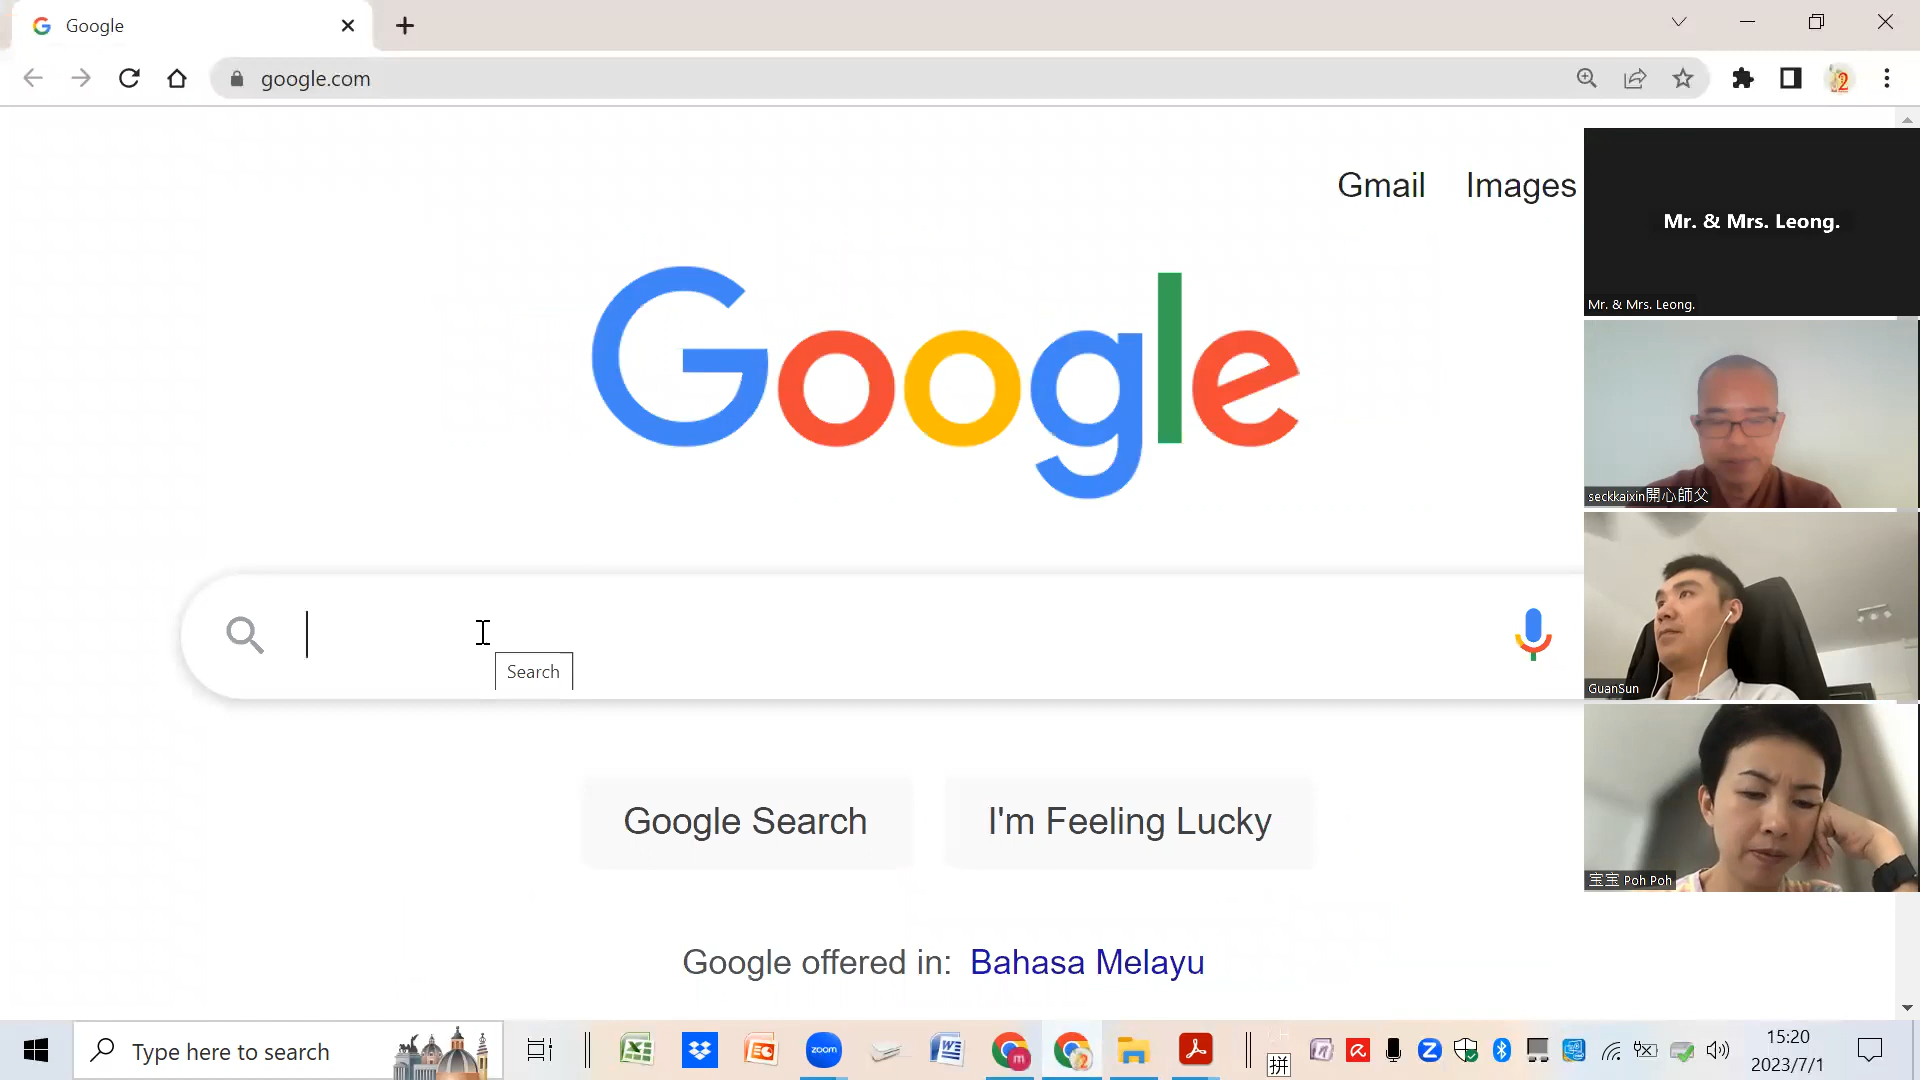 Google
google.com
Gmail Images
Mr. & Mrs. Leong.
Mr. & Mrs. Leong.
Google
seckkaixin開心師父
Search
GuanSun
Google Search
I'm Feeling Lucky
宝宝 Poh Poh
Google offered in: Bahasa Melayu
Type here to search
zoom
拼
15:20
2023/7/1